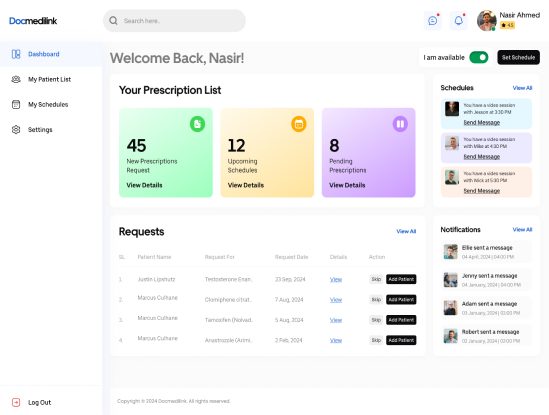 Docmedilink
Search here..
Nasir Ahmed
4.5
Dashboard
My Patient List
My Schedules
Settings
Log Out
Welcome Back, Nasir!
I am available
Set Schedule
Your Prescription List
45
New Prescriptions
Request
View Details
12
Upcoming
Schedules
View Details
8
Pending
Prescriptions
View Details
Schedules
View All
You have a video session
with Jesson at 3:30 PM
Send Message
You have a video session
with Mike at 4:30 PM
Send Message
You have a video session
with Wick at 5:30 PM
Send Message
Requests
View All
SL.
Patient Name
Request For
Request Date
Details
Action
1.
Justin Lipshutz
Testosterone Enan..
23 Sep, 2024
View
Skip
Add Patient
2.
Marcus Culhane
Clomiphene citrat..
7 Aug, 2024
View
Skip
Add Patient
3.
Marcus Culhane
Tamoxifen (Nolvad..
5 Aug, 2024
View
Skip
Add Patient
4.
Marcus Culhane
Anastrozole (Arimi..
2 Feb, 2024
View
Skip
Add Patient
Notifications
View All
Ellie sent a message
04 April, 2024 | 04:00 PM
Jenny sent a message
04 January, 2024 | 04:00 PM
Adam sent a message
03 January, 2024 | 02:00 PM
Robert sent a message
02 January, 2024 | 02:00 PM
Copyright © 2024 Doomedilink. All rights reserved.